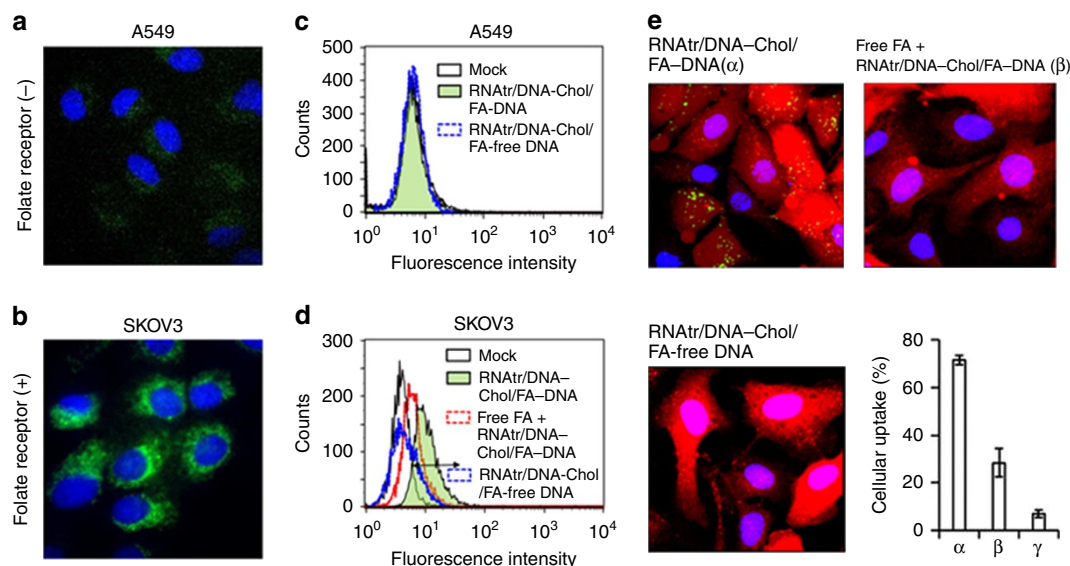 a
A549
Folate receptor (–)
b
SKOV3
Folate receptor (+)
c
A549
500
400
300
200
100
0
Counts
Mock
RNAtr/DNA-Chol/
FA-DNA
RNAtr/DNA-Chol/
FA-free DNA
10⁰ 10¹ 10² 10³ 10⁴
Fluorescence intensity
d
SKOV3
300
200
100
0
Counts
Mock
RNAtr/DNA–
Chol/FA–DNA
Free FA +
RNAtr/DNA–
Chol/FA–DNA
RNAtr/DNA-Chol
/FA-free DNA
10⁰ 10¹ 10² 10³ 10⁴
Fluorescence intensity
e
RNAtr/DNA–Chol/
FA–DNA(α)
Free FA +
RNAtr/DNA–Chol/FA–DNA (β)
RNAtr/DNA–Chol/
FA-free DNA
80
60
40
20
0
Cellular uptake (%)
α β γ